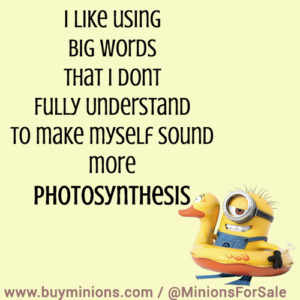 I LIKE USING
BIG WORDS
THAT I DONT
FULLY UNDERSTAND
TO MAKE MYSELF SOUND
MORE
PHOTOSYNTHESIS
www.buyminions.com / @MinionsForSale